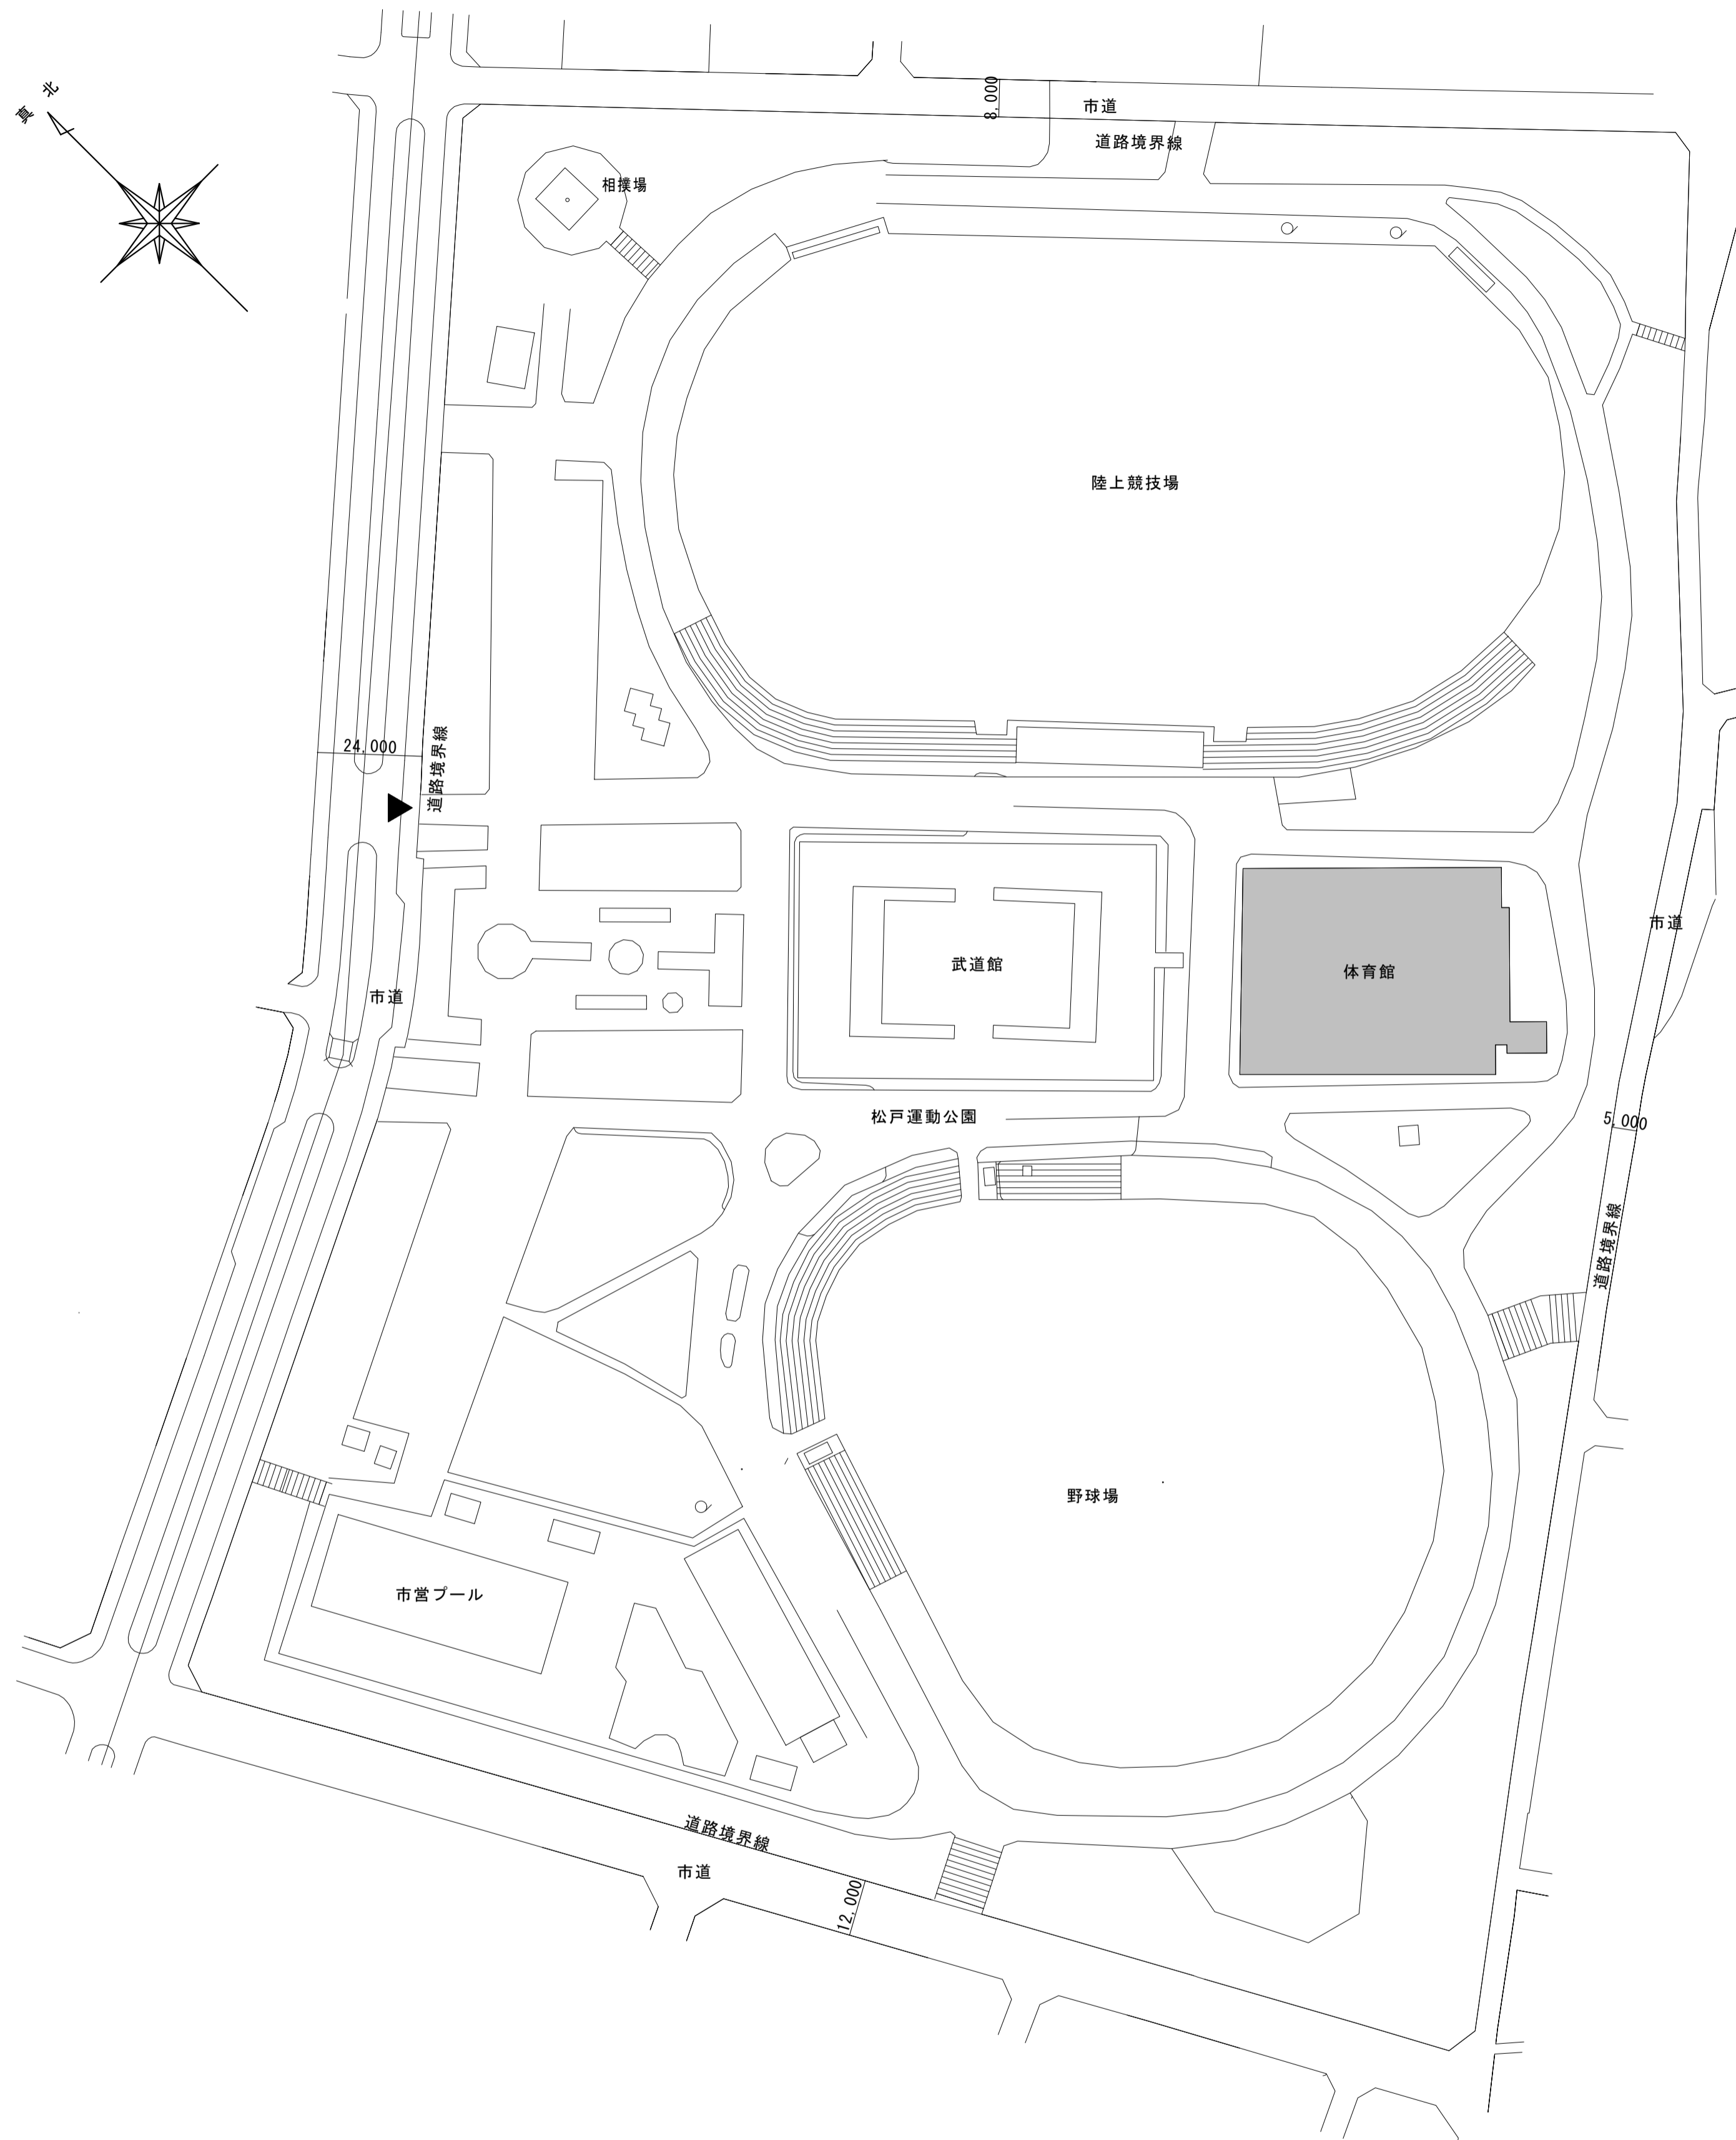 真北
8,000
市道
道路境界線
相撲場
陸上競技場
24,000
道路境界線
市道
武道館
体育館
市道
松戸運動公園
5,000
道路境界線
野球場
市営プール
道路境界線
市道
12,000